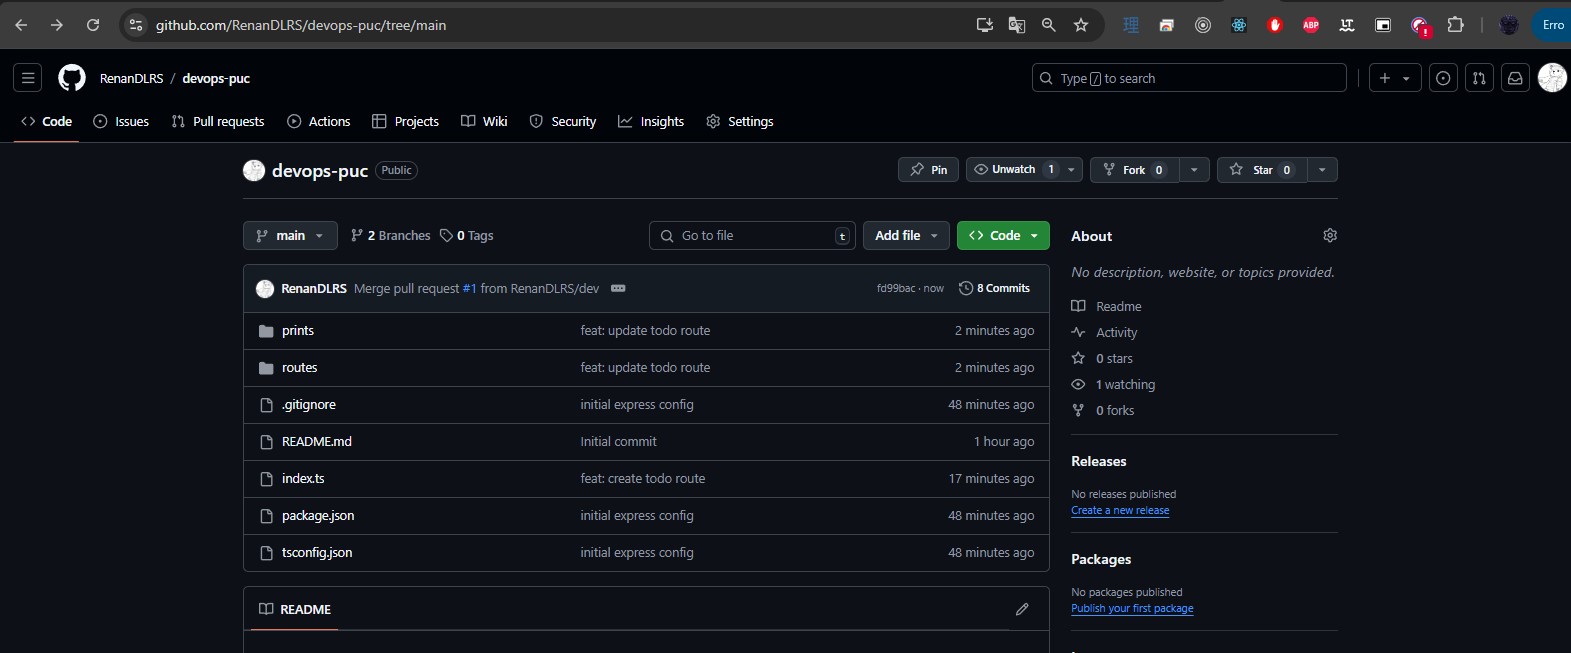 github.com/RenanDLRS/devops-puc/tree/main
ABP
Erro
RenanDLRS / devops-puc
Type / to search
Code Issues Pull requests Actions Projects Wiki Security Insights Settings
devops-puc Public
Pin Unwatch 1 Fork 0 Star 0
main 2 Branches 0 Tags Go to file t Add file Code
About
No description, website, or topics provided.
RenanDLRS Merge pull request #1 from RenanDLRS/dev fd99bac · now 8 Commits
prints feat: update todo route 2 minutes ago
routes feat: update todo route 2 minutes ago
.gitignore initial express config 48 minutes ago
README.md Initial commit 1 hour ago
index.ts feat: create todo route 17 minutes ago
package.json initial express config 48 minutes ago
tsconfig.json initial express config 48 minutes ago
README
Readme
Activity
0 stars
1 watching
0 forks
Releases
No releases published
Create a new release
Packages
No packages published
Publish your first package